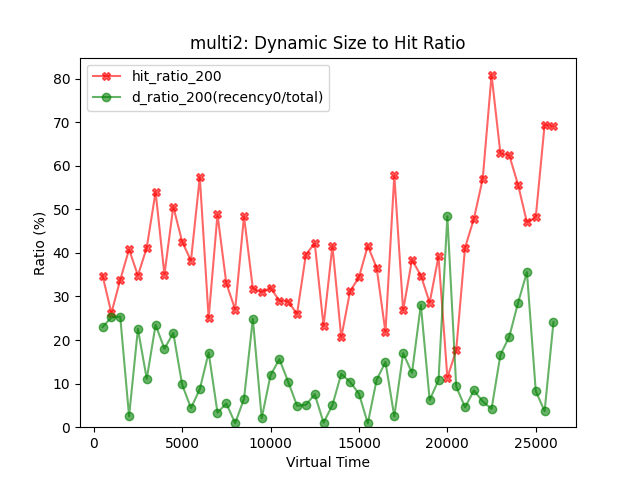 multi2: Dynamic Size to Hit Ratio
hit_ratio_200
d_ratio_200(recency0/total)
Ratio (%)
80
70
60
50
40
30
20
10
0
0 5000 10000 15000 20000 25000
Virtual Time